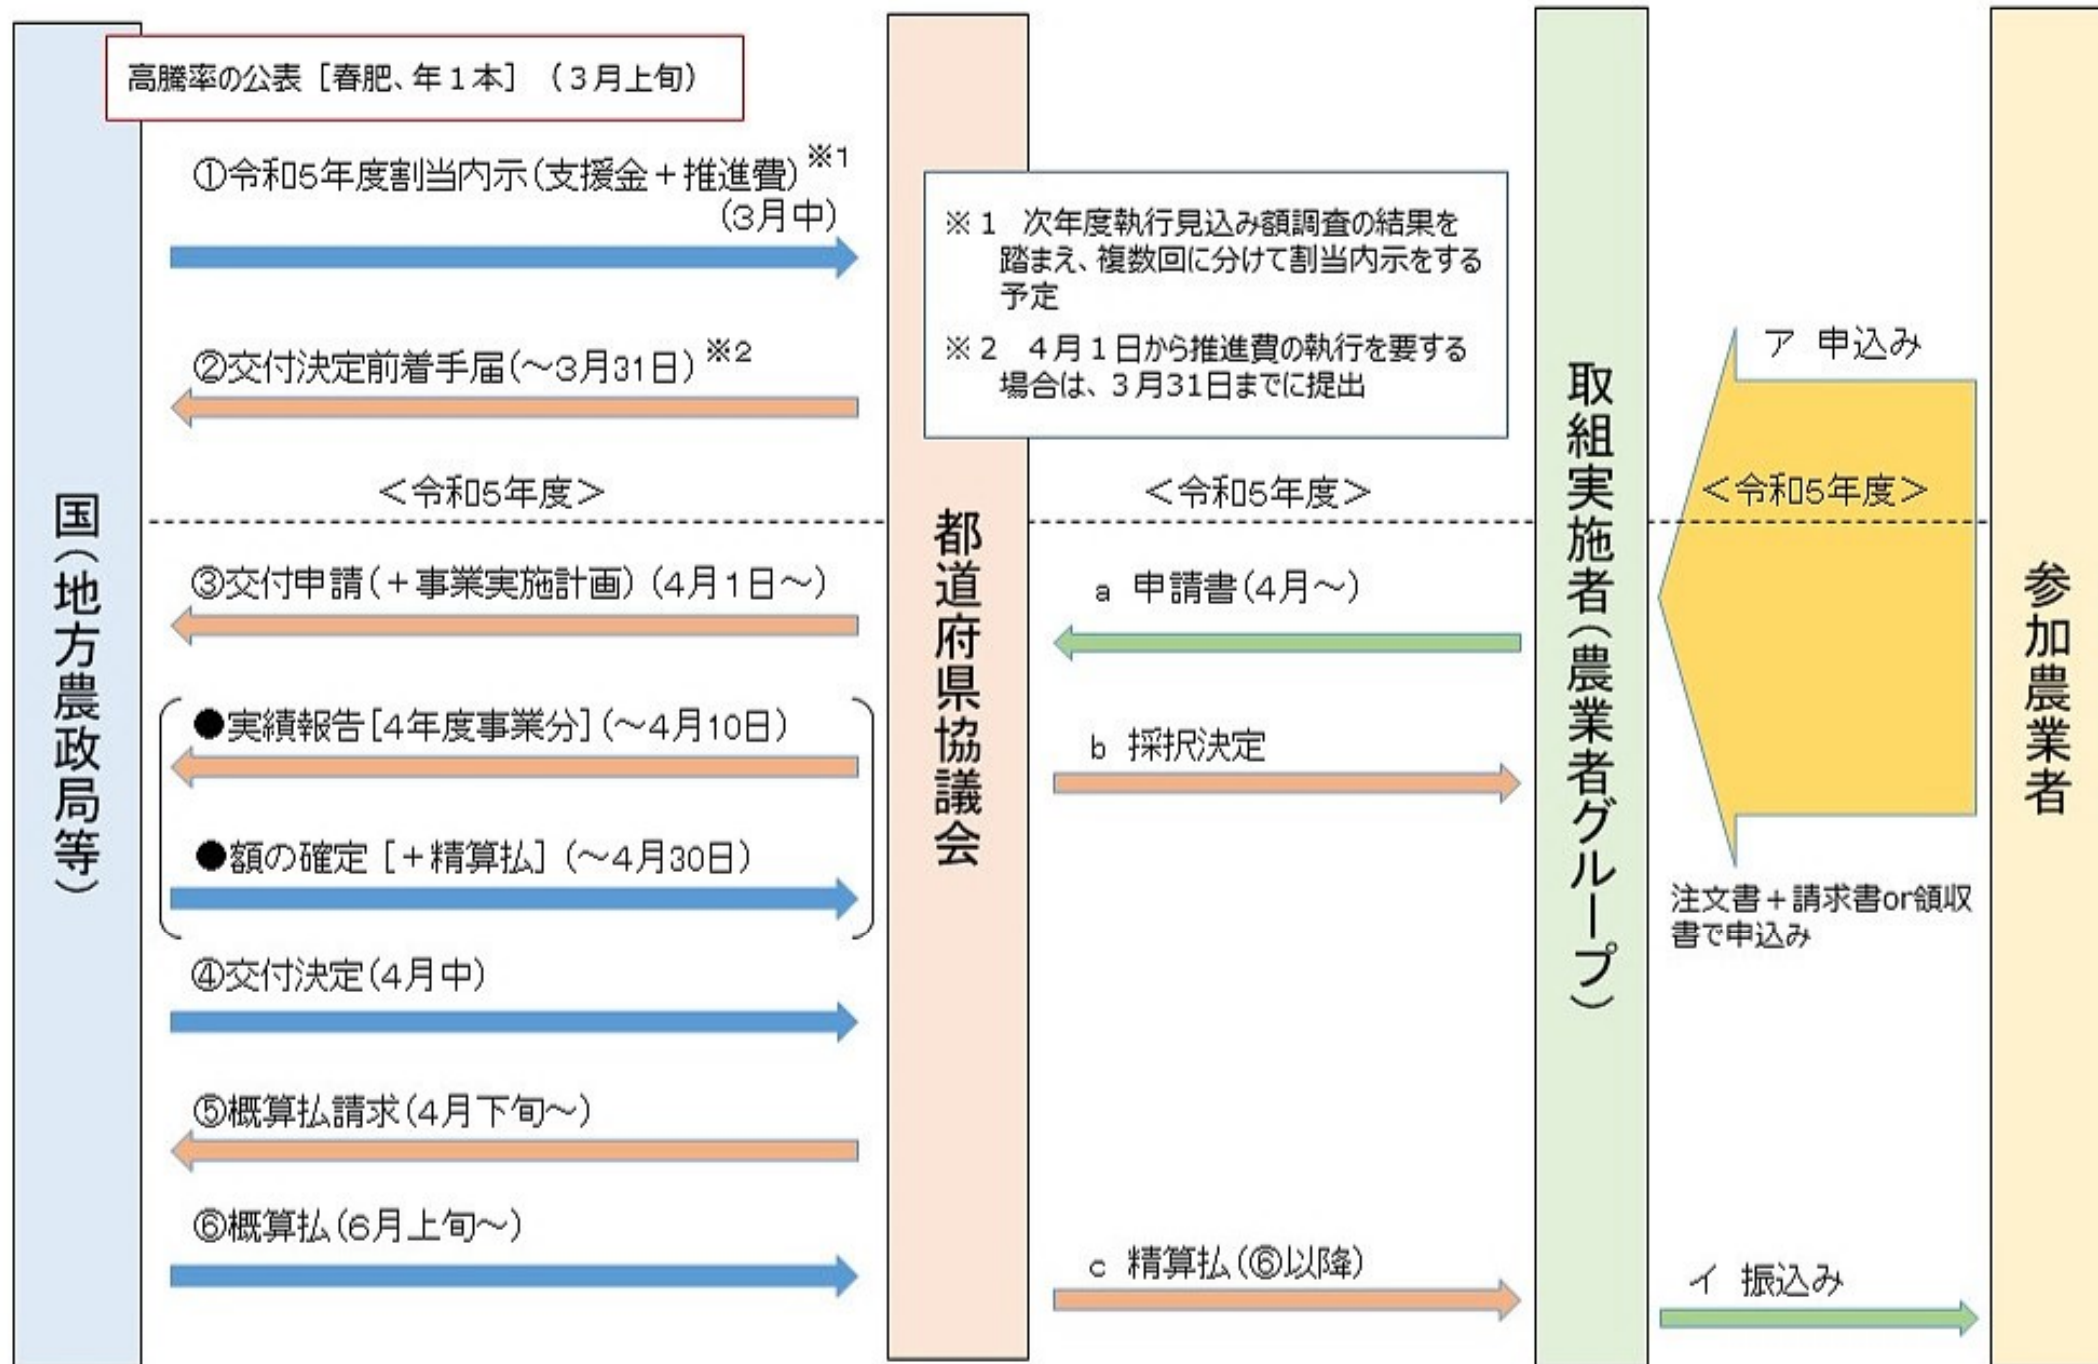 高騰率の公表［春肥、年１本］（３月上旬）
①令和5年度割当内示(支援金＋推進費)※1
(3月中)
②交付決定前着手届(～3月31日)※2
＜令和5年度＞
③交付申請(＋事業実施計画)(4月1日～)
●実績報告[4年度事業分](～4月10日)
●額の確定［＋精算払］(～4月30日)
④交付決定(4月中)
⑤概算払請求(4月下旬～)
⑥概算払(6月上旬～)
国(地方農政局等)
都道府県協議会
※１　次年度執行見込み額調査の結果を
踏まえ、複数回に分けて割当内示をする
予定
※２　４月１日から推進費の執行を要する
場合は、３月31日までに提出
＜令和5年度＞
a 申請書(4月～)
b 採択決定
c 精算払(⑥以降)
取組実施者(農業者グループ)
ア 申込み
＜令和5年度＞
注文書＋請求書or領収
書で申込み
イ 振込み
参加農業者